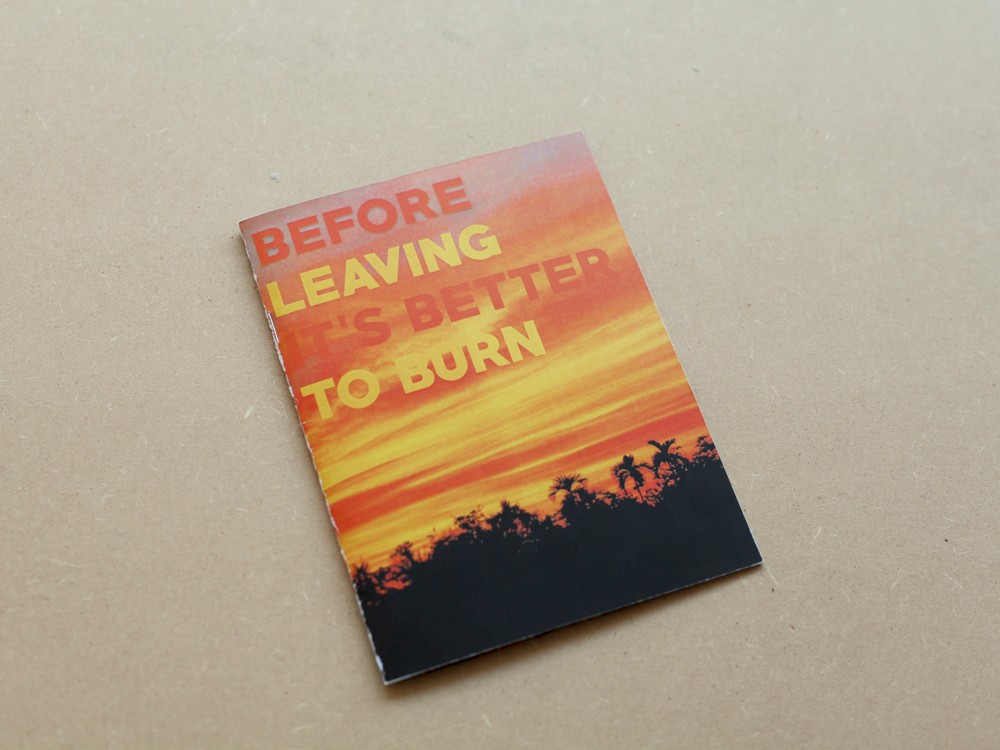 BEFORE
LEAVING
IT'S BETTER
TO BURN